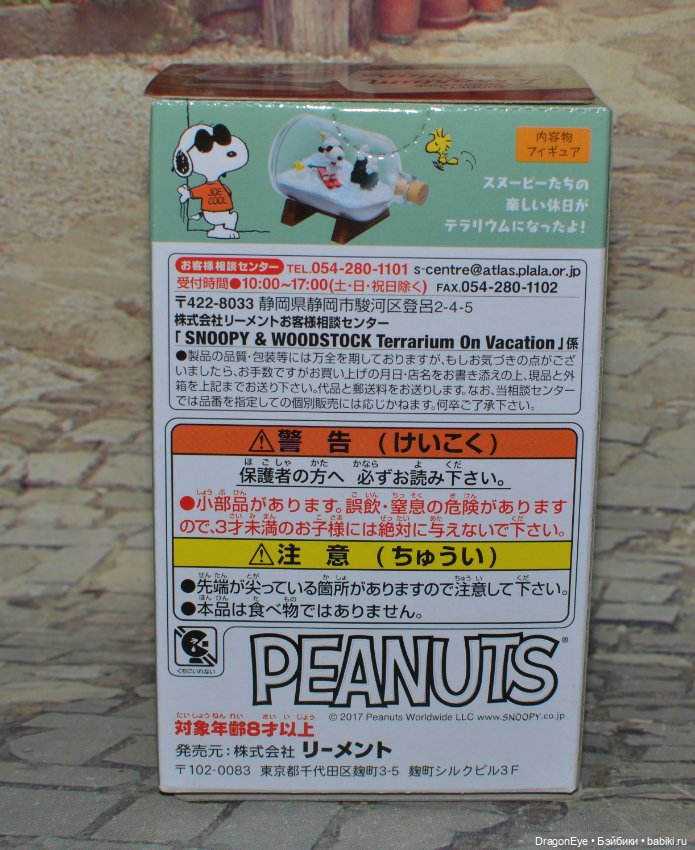 JOE
COOL
内容物
フィギュア
スヌーピーたちの
楽しい休日が
テラリウムになったよ!
お客様相談センター TEL.054-280-1101 s-centre@atlas.plala.or.jp
受付時間●10:00~17:00(土・日・祝日除く) FAX.054-280-1102
〒422-8033 静岡県静岡市駿河区登呂2-4-5
株式会社リーメントお客様相談センター
「SNOOPY & WOODSTOCK Terrarium On Vacation」係
●製品の品質・包装等には万全を期しておりますが、もしお気づきの点がござ
いましたら、お手数ですがお買い上げの月日・店名をお書き添えの上、現品と外
箱を上記までお送り下さい。代品と郵送料をお送りします。なお、当相談センター
では品番を指定しての個別販売には応じかねます。何卒ご了承下さい。
⚠警告(けいこく)
保護者の方へ 必ずお読み下さい。
●小部品があります。誤飲・窒息の危険があります
ので、3才未満のお子様には絶対に与えないで下さい。
⚠注意(ちゅうい)
●先端が尖っている箇所がありますので注意して下さい。
●本品は食べ物ではありません。
くちにいれない
PEANUTS®
© 2017 Peanuts Worldwide LLC www.SNOOPY.co.jp
対象年齢8才以上
発売元:株式会社 リーメント
〒102-0083 東京都千代田区麹町3-5 麹町シルクビル3F
DragonEye • Бэйбики • babiki.ru